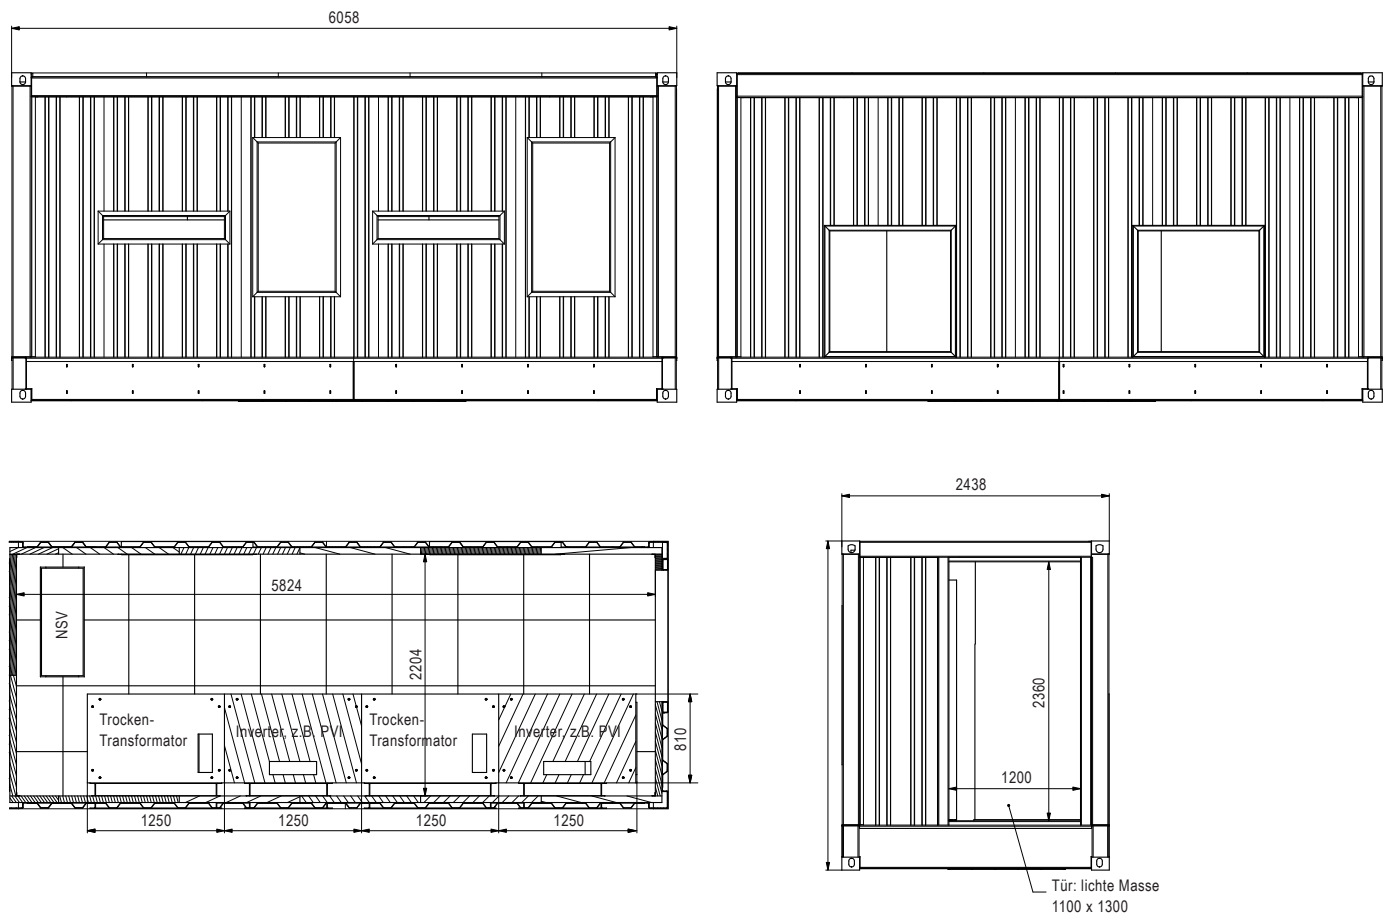 6058
2438
5824
NSV
2204
Trocken-
Transformator
Inverter, z.B. PVI
Trocken-
Transformator
Inverter, z.B. PVI
810
1250
1250
1250
1250
2360
1200
Tür: lichte Masse
1100 x 1300